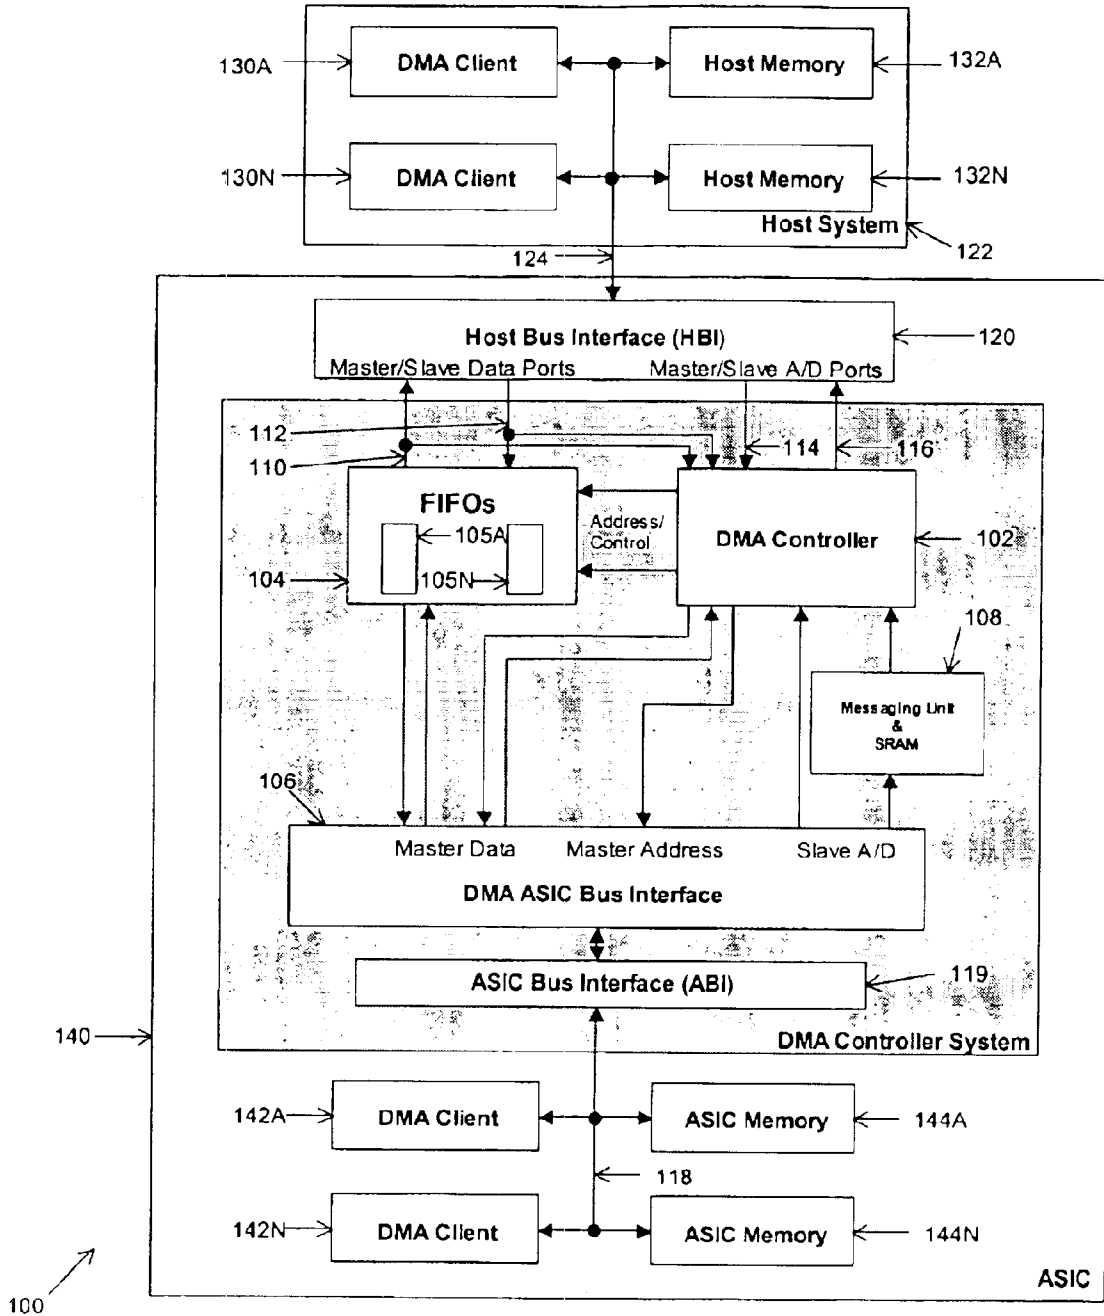 130A
DMA Client
Host Memory
132A
130N
DMA Client
Host Memory
132N
Host System
122
124
Host Bus Interface (HBI)
120
Master/Slave Data Ports
Master/Slave A/D Ports
112
110
114
116
FIFOs
105A
105N
104
Address/
Control
DMA Controller
102
108
Messaging Unit
&
SRAM
106
Master Data
Master Address
Slave A/D
DMA ASIC Bus Interface
ASIC Bus Interface (ABI)
119
140
DMA Controller System
142A
DMA Client
ASIC Memory
144A
118
142N
DMA Client
ASIC Memory
144N
ASIC
100